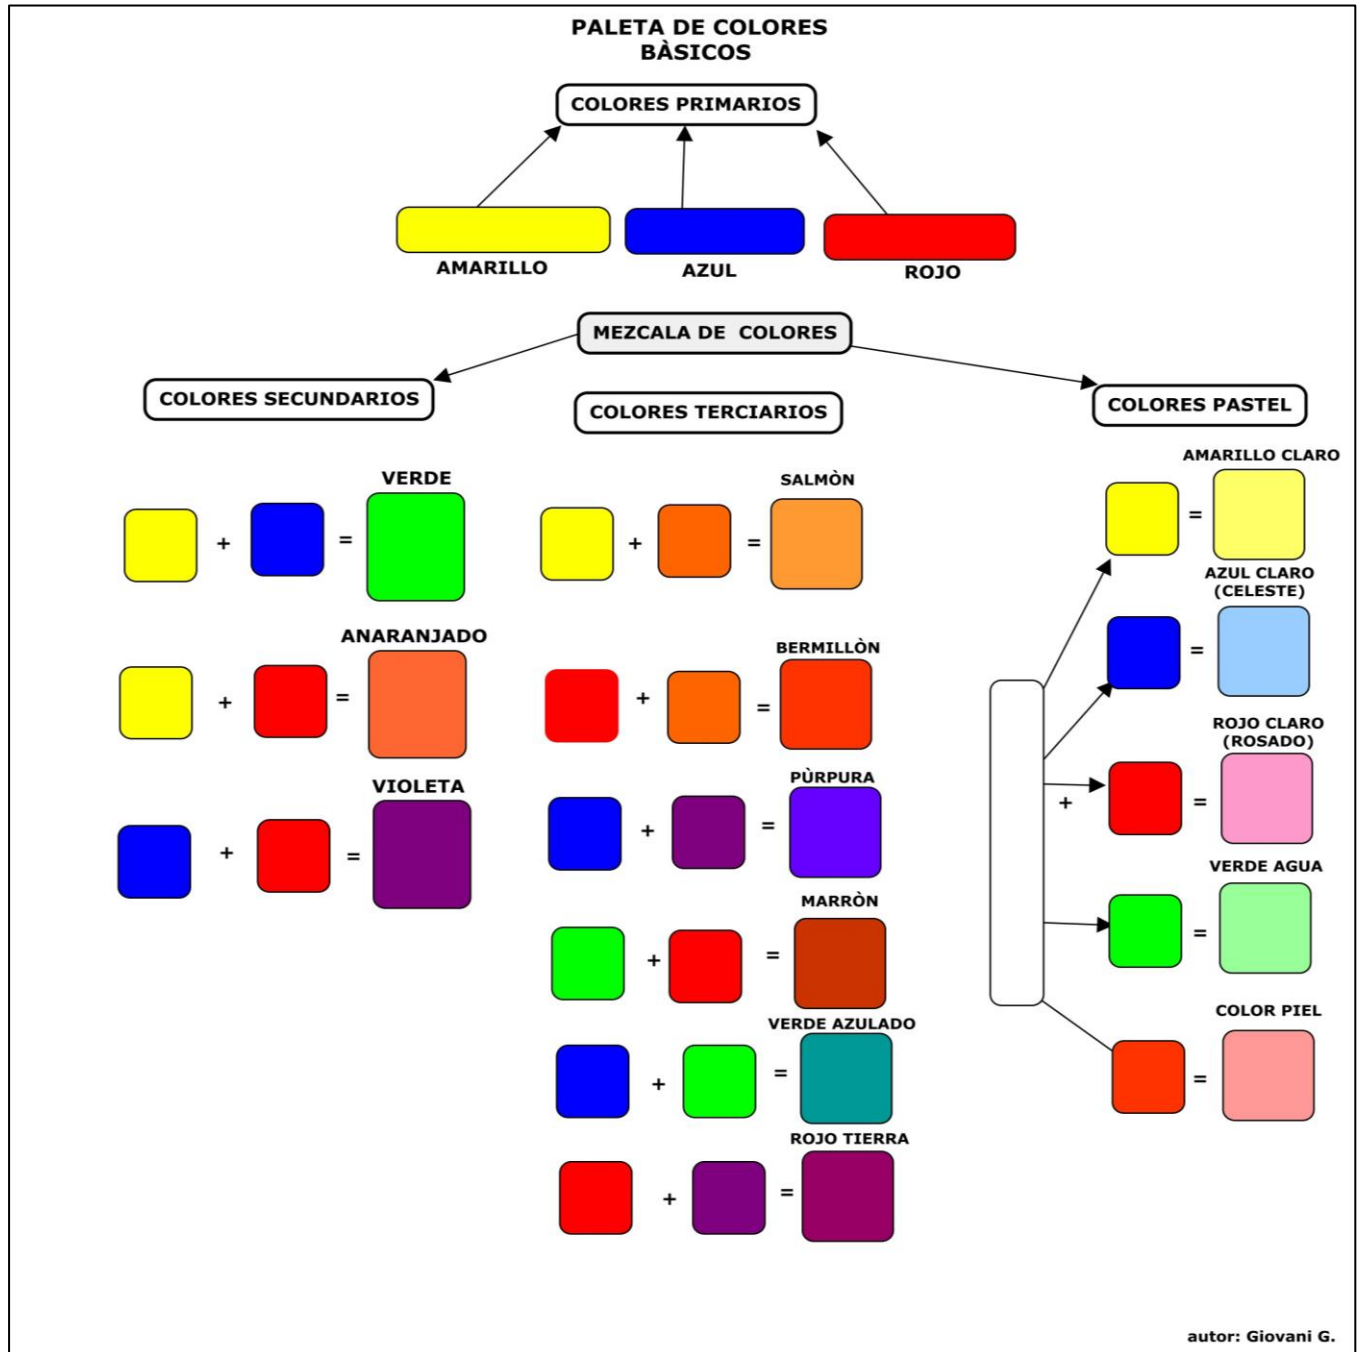 PALETA DE COLORES
BÀSICOS
COLORES PRIMARIOS
AMARILLO
AZUL
ROJO
MEZCALA DE  COLORES
COLORES SECUNDARIOS
COLORES TERCIARIOS
COLORES PASTEL
VERDE
+
=
ANARANJADO
+
=
VIOLETA
+
=
SALMÒN
+
=
BERMILLÒN
+
=
PÙRPURA
+
=
MARRÒN
+
=
VERDE AZULADO
+
=
ROJO TIERRA
+
=
AMARILLO CLARO
=
AZUL CLARO
(CELESTE)
=
ROJO CLARO
(ROSADO)
+
=
VERDE AGUA
=
COLOR PIEL
=
autor: Giovani G.